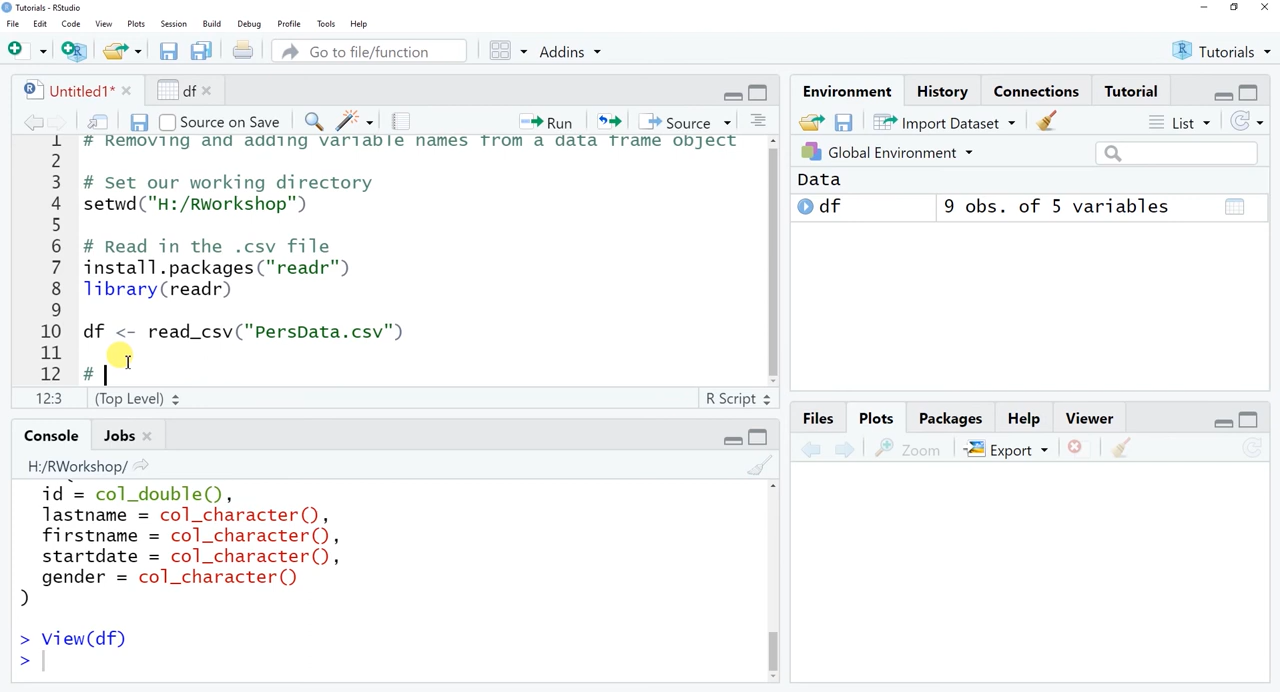 Tutorials - RStudio
File Edit Code View Plots Session Build Debug Profile Tools Help
Go to file/function Addins Tutorials
Untitled1* df
Source on Save Run Source
1 # Removing and adding variable names from a data frame object
2
3 # Set our working directory
4 setwd("H:/RWorkshop")
5
6 # Read in the .csv file
7 install.packages("readr")
8 library(readr)
9
10 df <- read_csv("PersData.csv")
11
12 #
12:3 (Top Level) R Script
Console Jobs
H:/RWorkshop/
id = col_double(),
lastname = col_character(),
firstname = col_character(),
startdate = col_character(),
gender = col_character()
)
> View(df)
>
Environment History Connections Tutorial
Import Dataset List
Global Environment
Data
df 9 obs. of 5 variables
Files Plots Packages Help Viewer
Zoom Export